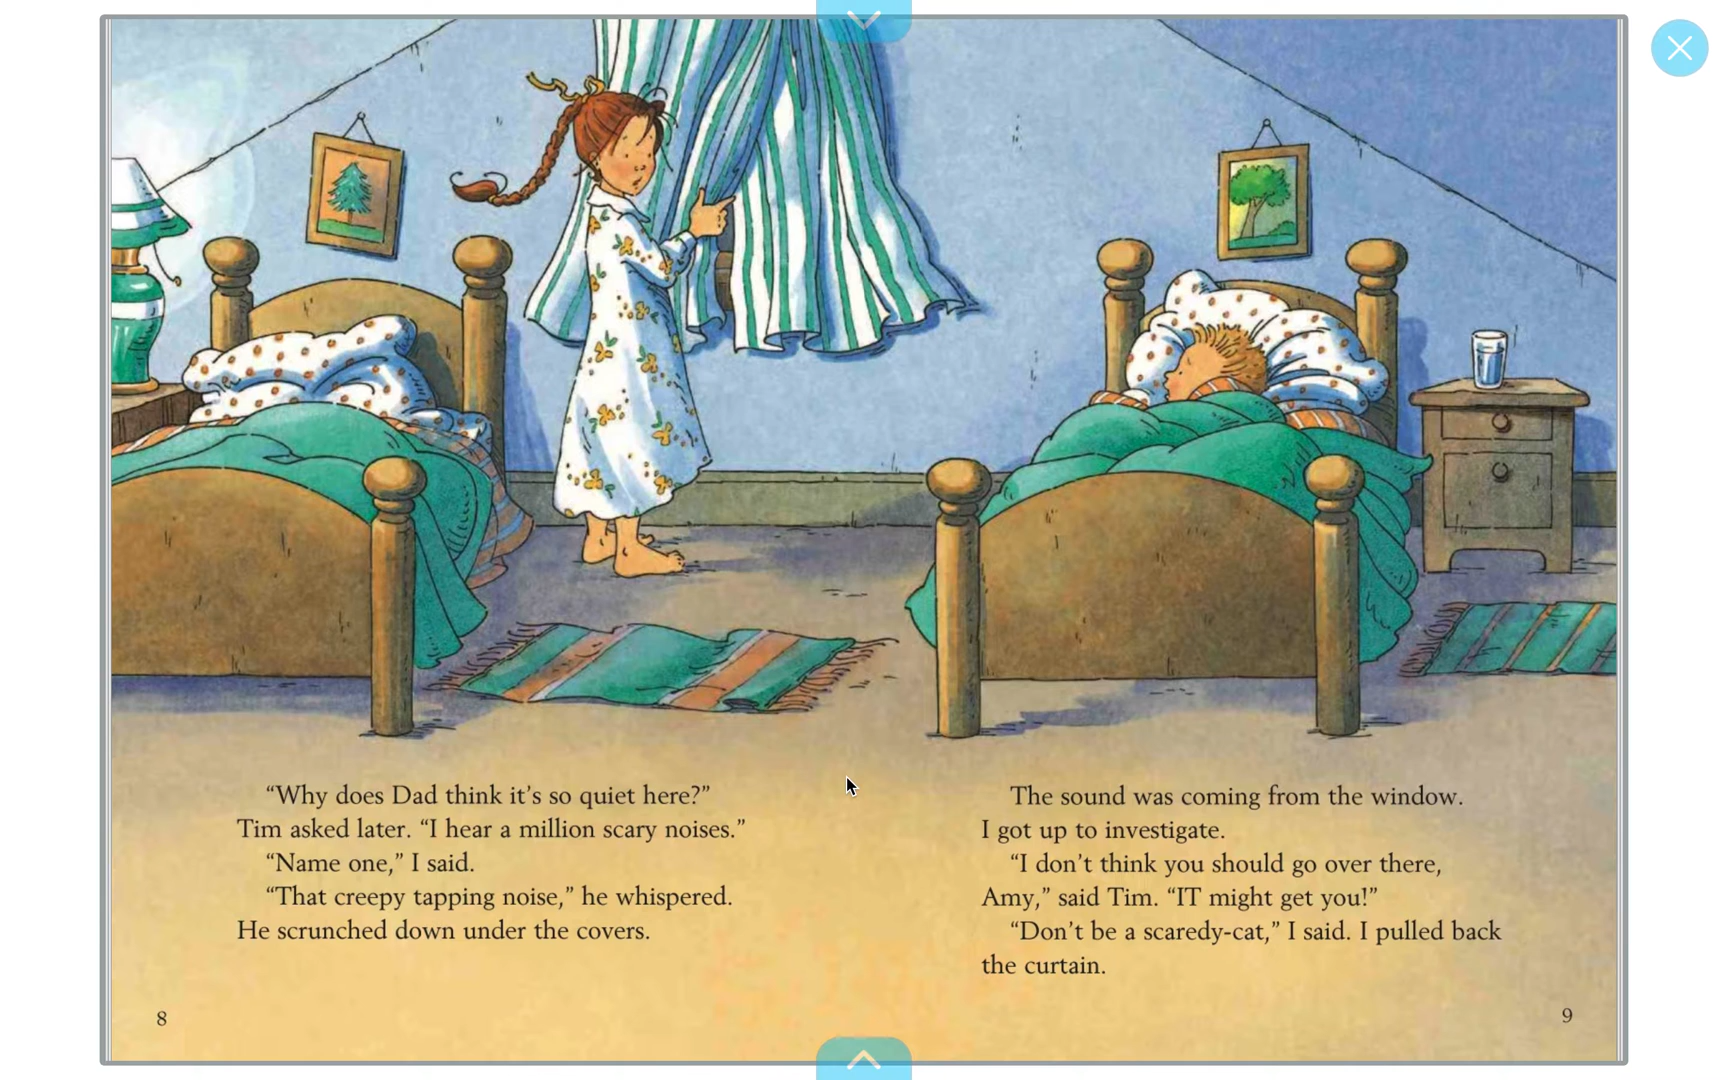 “Why does Dad think it’s so quiet here?”
Tim asked later. “I hear a million scary noises.”
“Name one,” I said.
“That creepy tapping noise,” he whispered.
He scrunched down under the covers.
8
The sound was coming from the window.
I got up to investigate.
“I don’t think you should go over there,
Amy,” said Tim. “IT might get you!”
“Don’t be a scaredy-cat,” I said. I pulled back
the curtain.
9